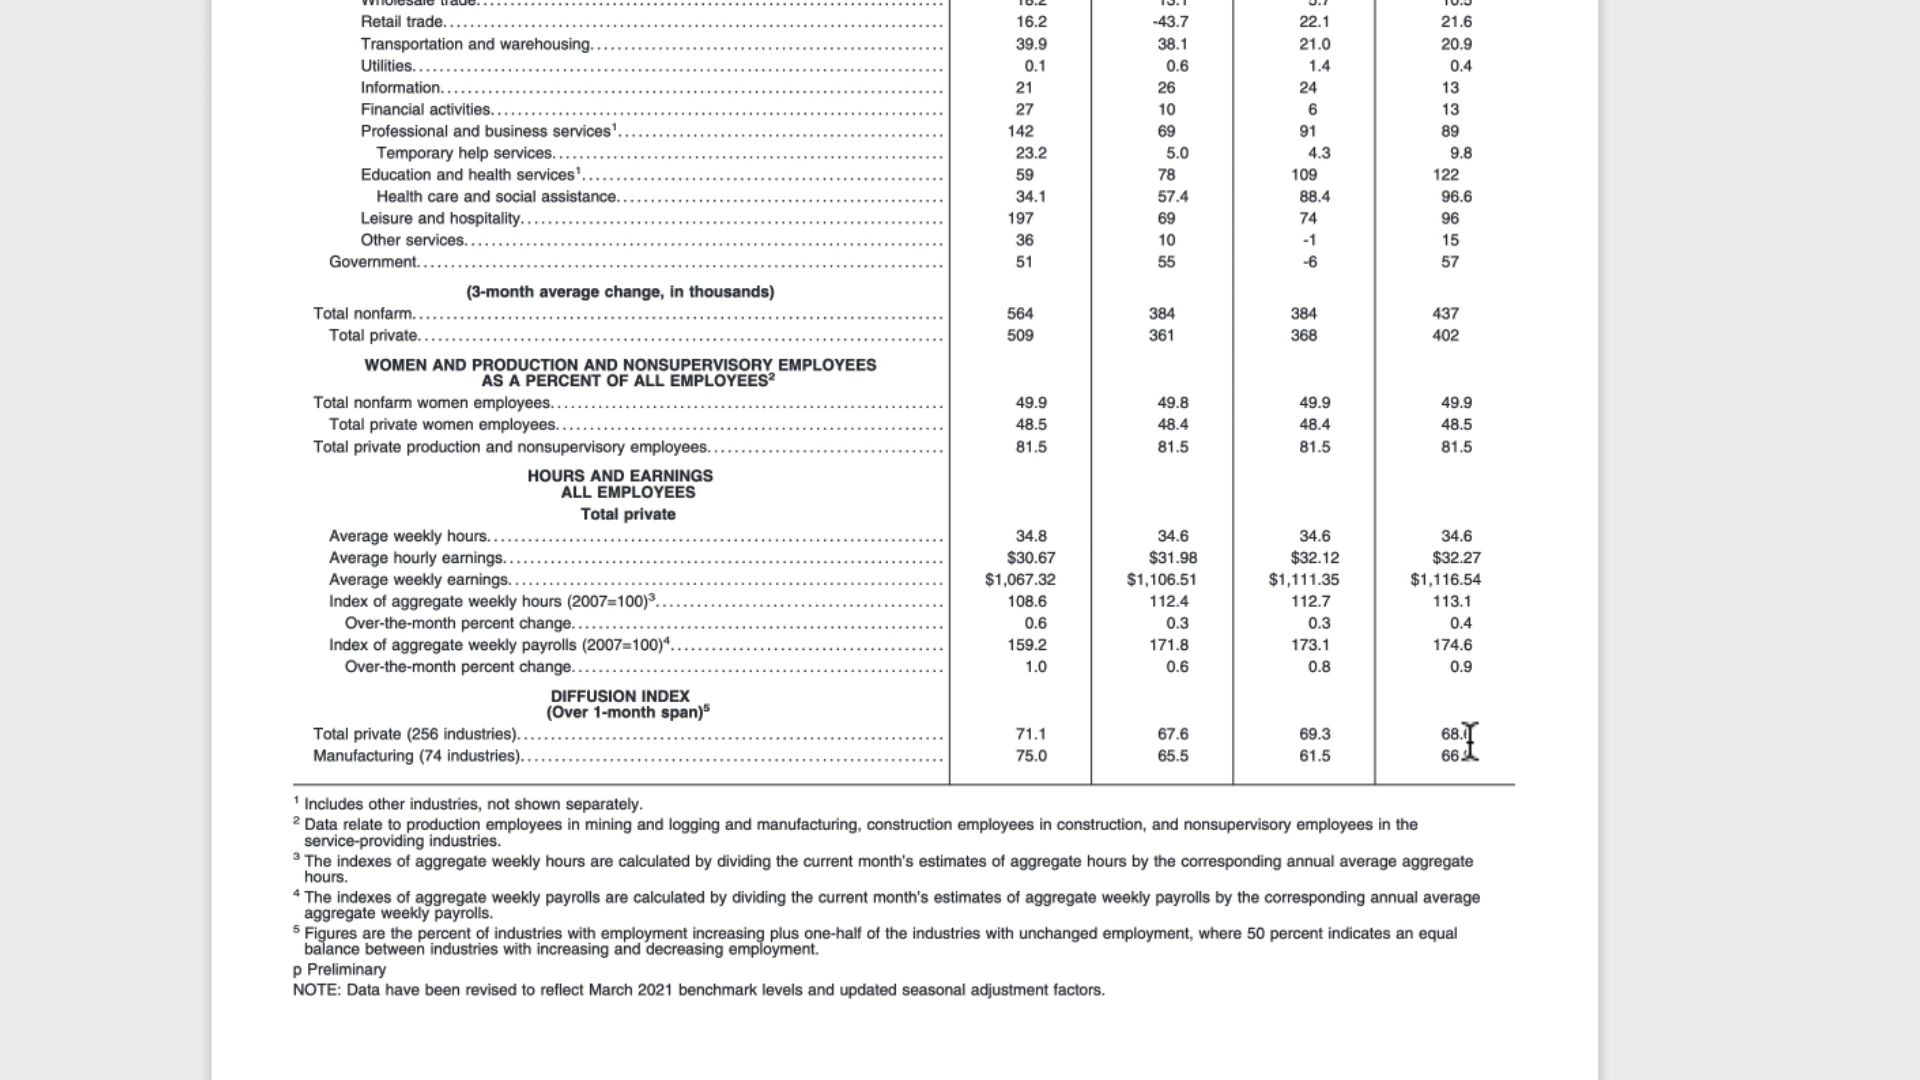 Wholesale trade
Retail trade 16.2 -43.7 22.1 21.6
Transportation and warehousing 39.9 38.1 21.0 20.9
Utilities 0.1 0.6 1.4 0.4
Information 21 26 24 13
Financial activities 27 10 6 13
Professional and business services¹ 142 69 91 89
Temporary help services 23.2 5.0 4.3 9.8
Education and health services¹ 59 78 109 122
Health care and social assistance 34.1 57.4 88.4 96.6
Leisure and hospitality 197 69 74 96
Other services 36 10 -1 15
Government 51 55 -6 57
(3-month average change, in thousands)
Total nonfarm 564 384 384 437
Total private 509 361 368 402
WOMEN AND PRODUCTION AND NONSUPERVISORY EMPLOYEES
AS A PERCENT OF ALL EMPLOYEES²
Total nonfarm women employees 49.9 49.8 49.9 49.9
Total private women employees 48.5 48.4 48.4 48.5
Total private production and nonsupervisory employees 81.5 81.5 81.5 81.5
HOURS AND EARNINGS
ALL EMPLOYEES
Total private
Average weekly hours 34.8 34.6 34.6 34.6
Average hourly earnings $30.67 $31.98 $32.12 $32.27
Average weekly earnings $1,067.32 $1,106.51 $1,111.35 $1,116.54
Index of aggregate weekly hours (2007=100)³ 108.6 112.4 112.7 113.1
Over-the-month percent change 0.6 0.3 0.3 0.4
Index of aggregate weekly payrolls (2007=100)⁴ 159.2 171.8 173.1 174.6
Over-the-month percent change 1.0 0.6 0.8 0.9
DIFFUSION INDEX
(Over 1-month span)⁵
Total private (256 industries) 71.1 67.6 69.3
Manufacturing (74 industries) 75.0 65.5 61.5
¹ Includes other industries, not shown separately.
² Data relate to production employees in mining and logging and manufacturing, construction employees in construction, and nonsupervisory employees in the
service-providing industries.
³ The indexes of aggregate weekly hours are calculated by dividing the current month's estimates of aggregate hours by the corresponding annual average aggregate
hours.
⁴ The indexes of aggregate weekly payrolls are calculated by dividing the current month's estimates of aggregate weekly payrolls by the corresponding annual average
aggregate weekly payrolls.
⁵ Figures are the percent of industries with employment increasing plus one-half of the industries with unchanged employment, where 50 percent indicates an equal
balance between industries with increasing and decreasing employment.
p Preliminary
NOTE: Data have been revised to reflect March 2021 benchmark levels and updated seasonal adjustment factors.